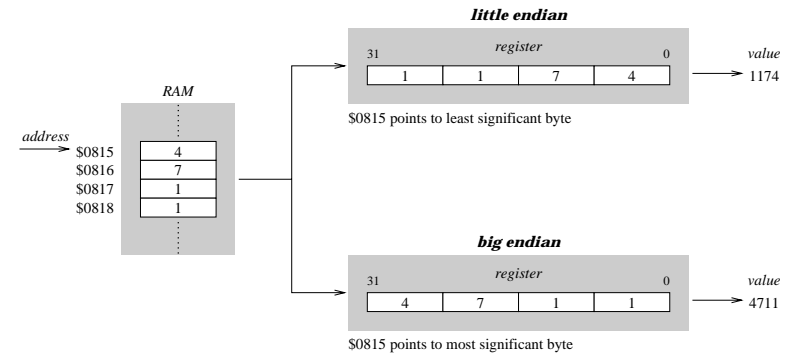 little endian
register
31 0
1 1 7 4
value
1174
$0815 points to least significant byte
RAM
address
$0815 4
$0816 7
$0817 1
$0818 1
big endian
register
31 0
4 7 1 1
value
4711
$0815 points to most significant byte